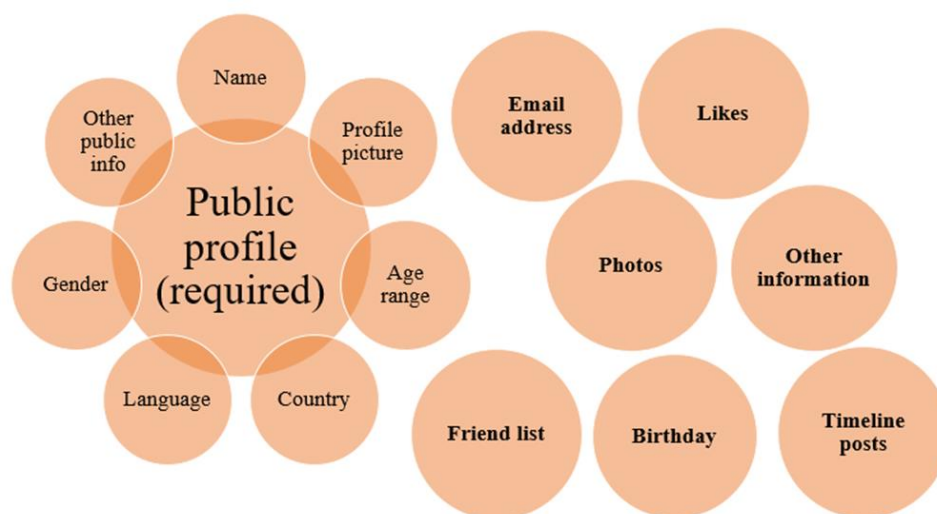 Name
Other
public
info
Profile
picture
Public
profile
(required)
Gender
Age
range
Language
Country
Email
address
Likes
Photos
Other
information
Friend list
Birthday
Timeline
posts